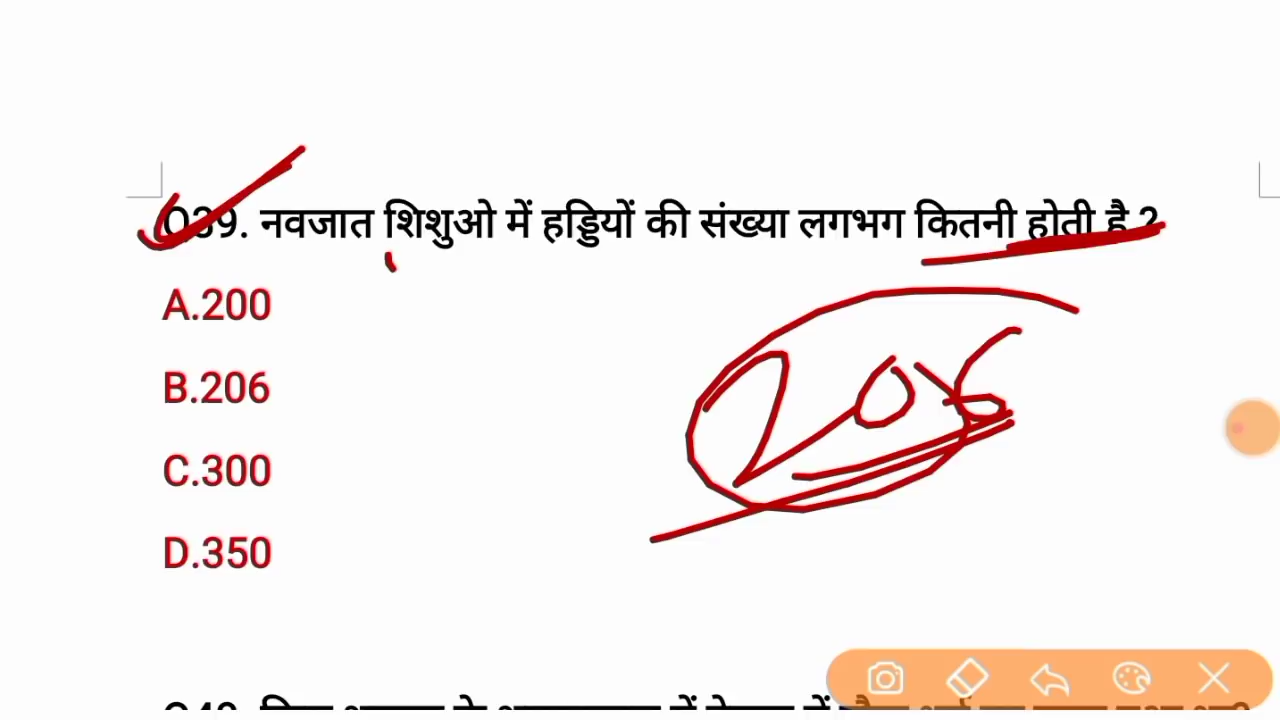 Q39. नवजात शिशुओ में हड्डियों की संख्या लगभग कितनी होती है ?
A.200
B.206
206
C.300
D.350